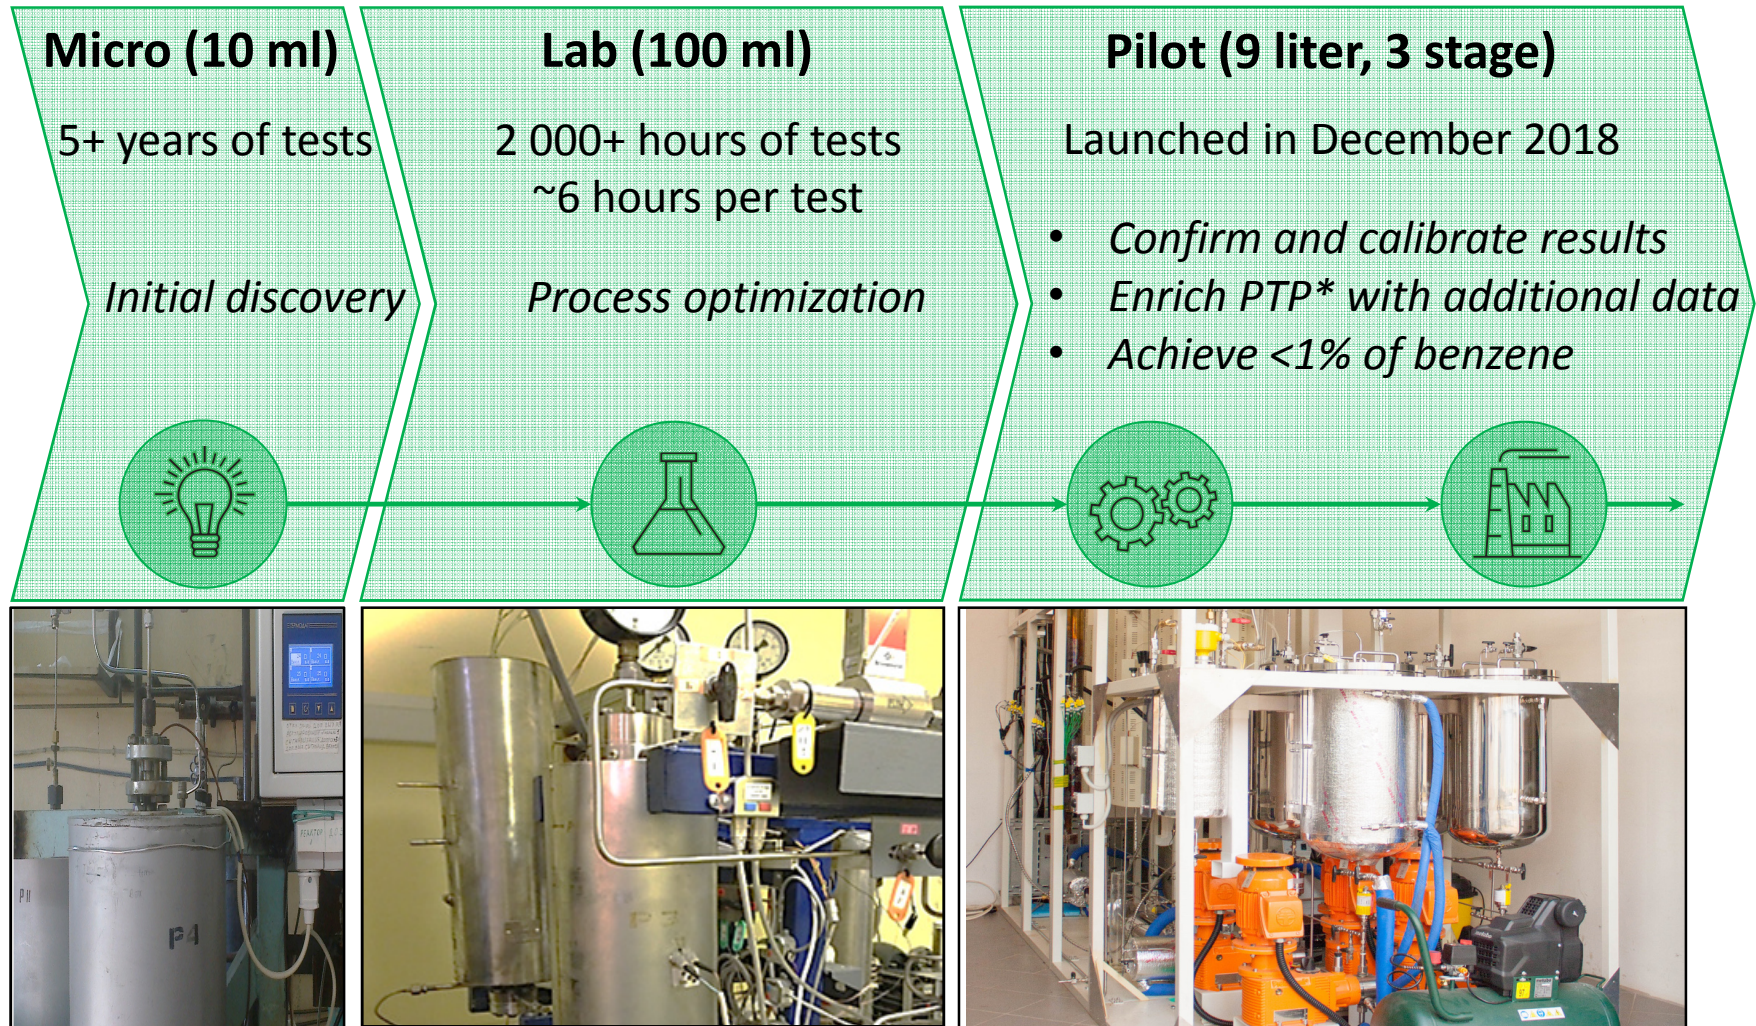 Micro (10 ml)
5+ years of tests
Initial discovery
Lab (100 ml)
2 000+ hours of tests
~6 hours per test
Process optimization
Pilot (9 liter, 3 stage)
Launched in December 2018
• Confirm and calibrate results
• Enrich PTP* with additional data
• Achieve <1% of benzene
P4
P3